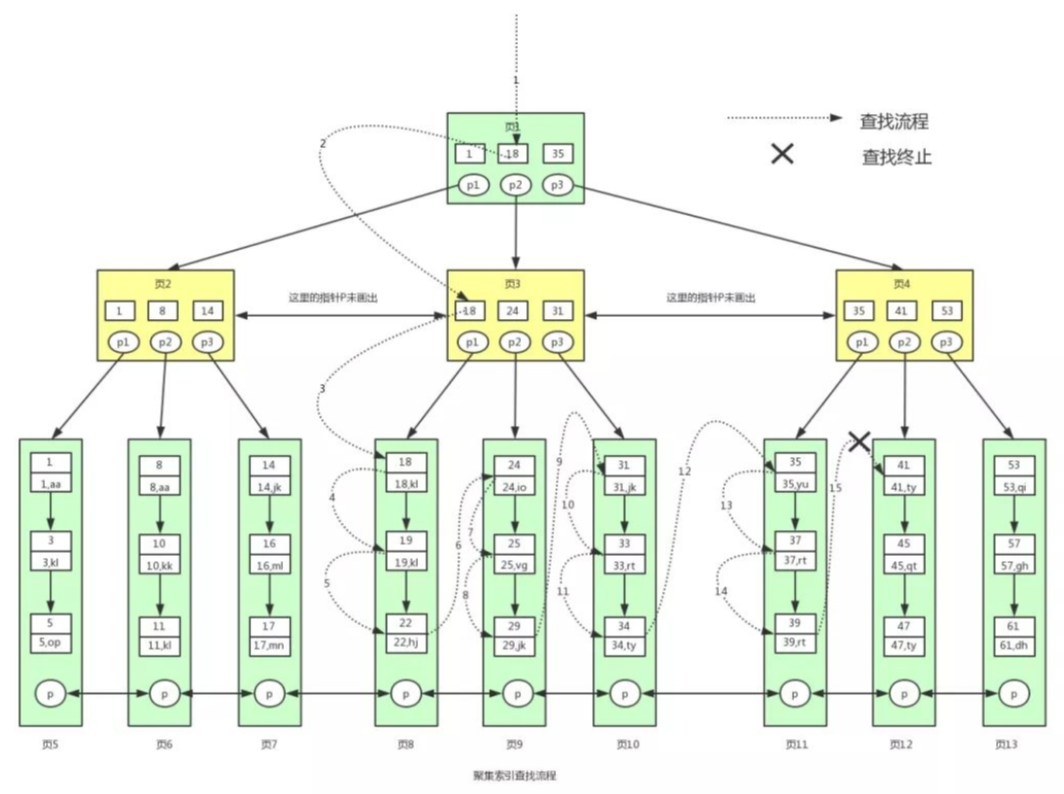 1
页1
查找流程
2
1 18 35
查找终止
p1 p2 p3
页2 页3 页4
这里的指针P未画出 这里的指针P未画出
1 8 14 18 24 31 35 41 53
p1 p2 p3 p1 p2 p3 p1 p2 p3
3
1 8 14 18 24 9 31 12 35 41 53
1,aa 8,aa 14,jk 18,kl 24,io 31,jk 35,yu 15 41,ty 53,qi
4 10 13
7
3 10 16 19 6 25 33 37 45 57
3,kl 10,kk 16,ml 19,kl 25,vg 33,rt 37,rt 45,qt 57,gh
5 8 11 14
5 11 17 22 29 34 39 47 61
5,op 11,kl 17,mn 22,hj 29,jk 34,ty 39,rt 47,ty 61,dh
p p p p p p p p p
页5 页6 页7 页8 页9 页10 页11 页12 页13
聚集索引查找流程